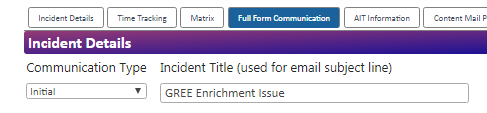 Incident Details Time Tracking Matrix Full Form Communication AIT Information Content Mail P
Incident Details
Communication Type Incident Title (used for email subject line)
Initial GREE Enrichment Issue